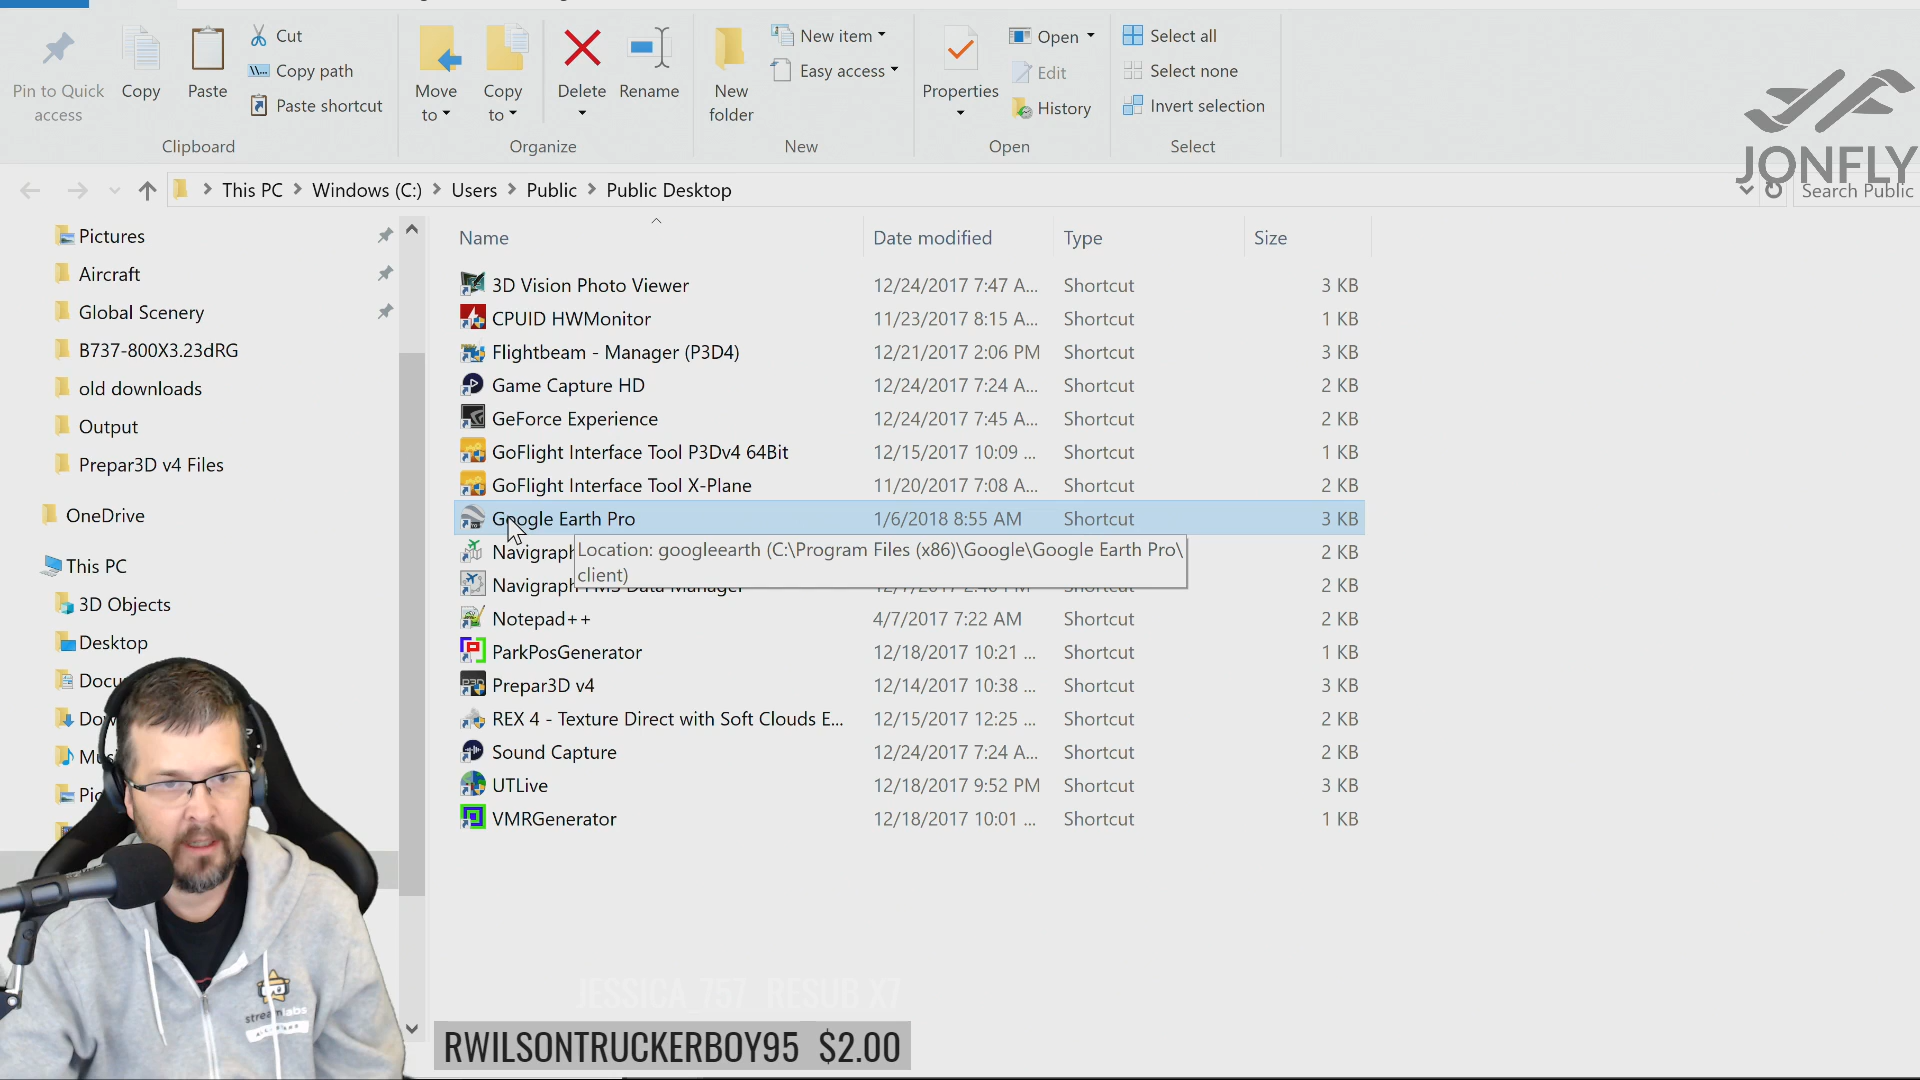 Pin to Quick access
Copy
Paste
Cut
Copy path
Paste shortcut
Clipboard
Move to
Copy to
Delete
Rename
Organize
New folder
New item
Easy access
New
Properties
Open
Edit
History
Open
Select all
Select none
Invert selection
Select
JONFLY
This PC > Windows (C:) > Users > Public > Public Desktop
Search Public
Pictures
Aircraft
Global Scenery
B737-800X3.23dRG
old downloads
Output
Prepar3D v4 Files
OneDrive
This PC
3D Objects
Desktop
Name Date modified Type Size
3D Vision Photo Viewer 12/24/2017 7:47 A... Shortcut 3 KB
CPUID HWMonitor 11/23/2017 8:15 A... Shortcut 1 KB
Flightbeam - Manager (P3D4) 12/21/2017 2:06 PM Shortcut 3 KB
Game Capture HD 12/24/2017 7:24 A... Shortcut 2 KB
GeForce Experience 12/24/2017 7:45 A... Shortcut 2 KB
GoFlight Interface Tool P3Dv4 64Bit 12/15/2017 10:09 ... Shortcut 1 KB
GoFlight Interface Tool X-Plane 11/20/2017 7:08 A... Shortcut 2 KB
Google Earth Pro 1/6/2018 8:55 AM Shortcut 3 KB
Navigraph 2 KB
Location: googleearth (C:\Program Files (x86)\Google\Google Earth Pro\
client)
Navigraph FMS Data Manager Shortcut 2 KB
Notepad++ 4/7/2017 7:22 AM Shortcut 2 KB
ParkPosGenerator 12/18/2017 10:21 ... Shortcut 1 KB
Prepar3D v4 12/14/2017 10:38 ... Shortcut 3 KB
REX 4 - Texture Direct with Soft Clouds E... 12/15/2017 12:25 ... Shortcut 2 KB
Sound Capture 12/24/2017 7:24 A... Shortcut 2 KB
UTLive 12/18/2017 9:52 PM Shortcut 3 KB
VMRGenerator 12/18/2017 10:01 ... Shortcut 1 KB
streamlabs
JESSICA_757 RESUB X7
RWILSONTRUCKERBOY95 $2.00